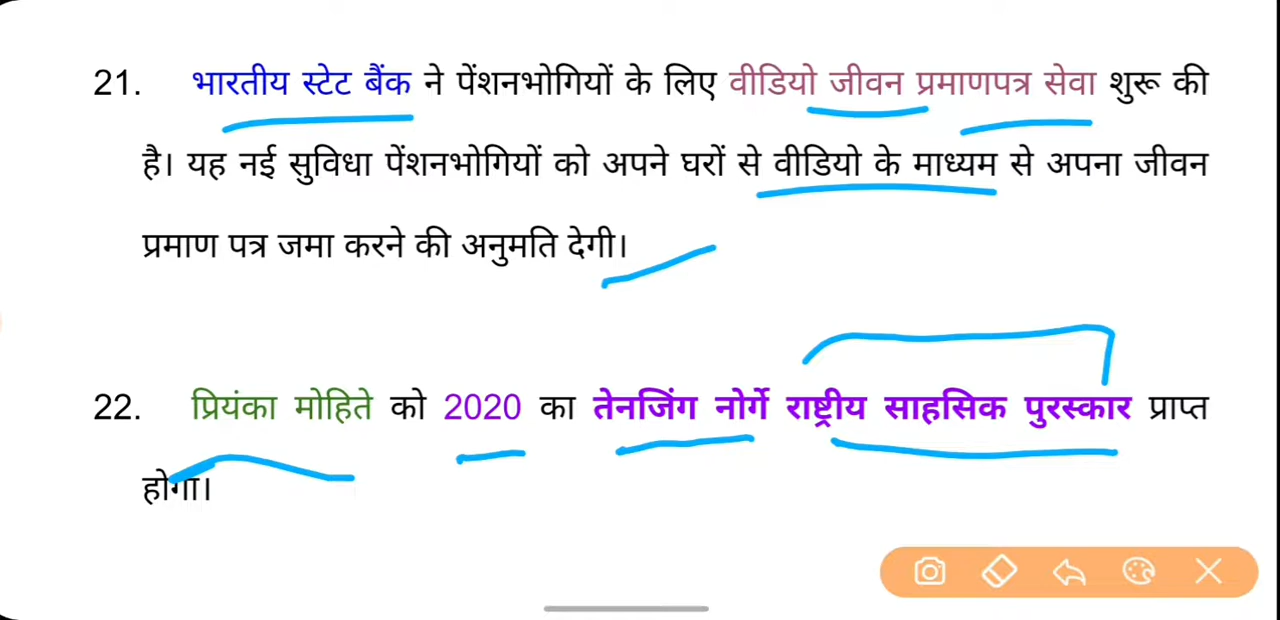 21. भारतीय स्टेट बैंक ने पेंशनभोगियों के लिए वीडियो जीवन प्रमाणपत्र सेवा शुरू की
है। यह नई सुविधा पेंशनभोगियों को अपने घरों से वीडियो के माध्यम से अपना जीवन
प्रमाण पत्र जमा करने की अनुमति देगी।
22. प्रियंका मोहिते को 2020 का तेनजिंग नोर्गे राष्ट्रीय साहसिक पुरस्कार प्राप्त
होगा।